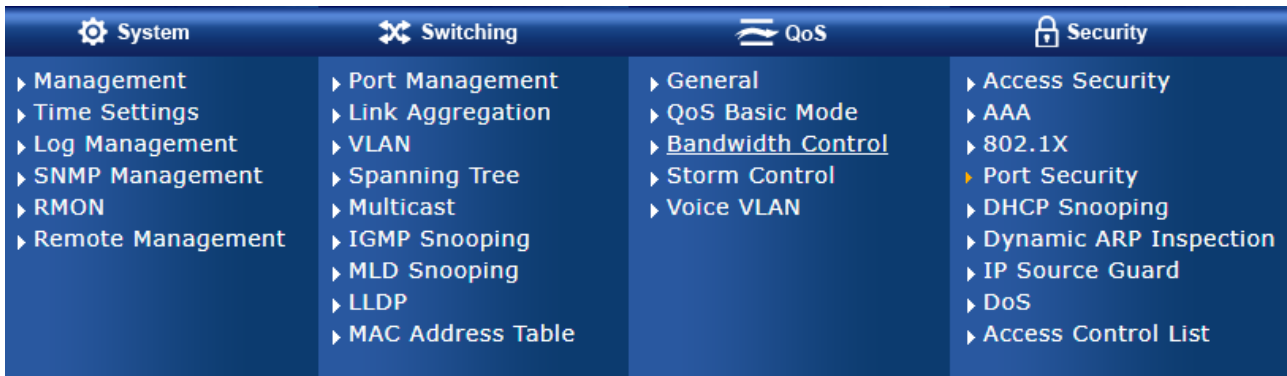 System
Management
Time Settings
Log Management
SNMP Management
RMON
Remote Management
Switching
Port Management
Link Aggregation
VLAN
Spanning Tree
Multicast
IGMP Snooping
MLD Snooping
LLDP
MAC Address Table
QoS
General
QoS Basic Mode
Bandwidth Control
Storm Control
Voice VLAN
Security
Access Security
AAA
802.1X
Port Security
DHCP Snooping
Dynamic ARP Inspection
IP Source Guard
DoS
Access Control List